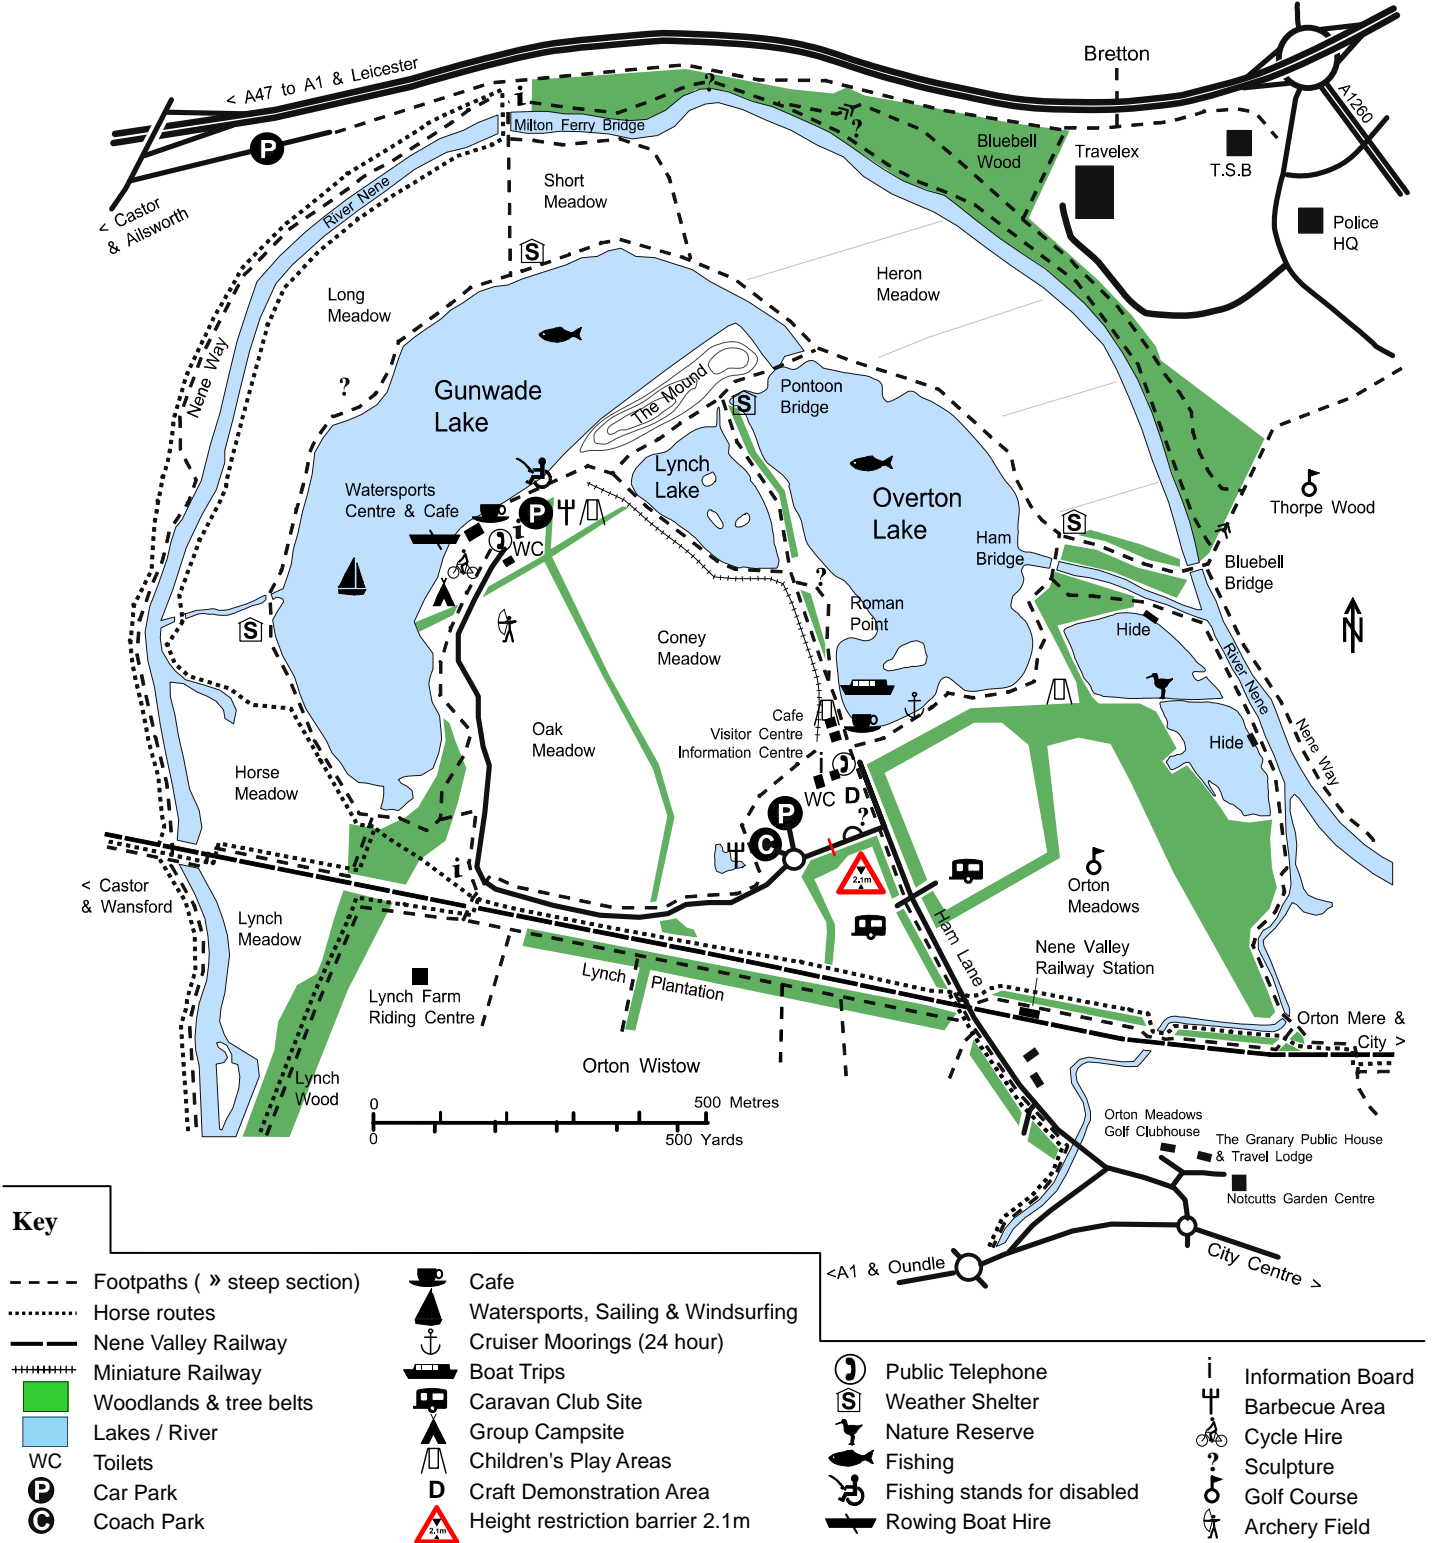 Bretton
< A47 to A1 & Leicester
A1260
i
?
P
Milton Ferry Bridge
?
Bluebell
Wood
Travelex
T.S.B
River Nene
Short
Meadow
< Castor
& Ailsworth
Police
HQ
S
Heron
Meadow
Long
Meadow
Nene Way
?
Gunwade
Lake
The Mound
Pontoon
Bridge
S
Lynch
Lake
Overton
Lake
Thorpe Wood
Watersports
Centre & Cafe
P
i
WC
S
Ham
Bridge
Bluebell
Bridge
?
Roman
Point
N
S
Hide
Coney
Meadow
River Nene
Cafe
Visitor Centre
Information Centre
Oak
Meadow
Hide
Nene Way
i
Horse
Meadow
WC
D
P
?
C
2.1m
i
< Castor
& Wansford
Orton
Meadows
Lynch
Meadow
Ham Lane
Nene Valley
Railway Station
Lynch Plantation
Lynch Farm
Riding Centre
Orton Mere &
City >
Orton Wistow
Lynch
Wood
0 500 Metres
0 500 Yards
Orton Meadows
Golf Clubhouse
The Granary Public House
& Travel Lodge
Notcutts Garden Centre
<A1 & Oundle
City Centre >
Key
Footpaths ( » steep section)
Horse routes
Nene Valley Railway
Miniature Railway
Woodlands & tree belts
Lakes / River
WC Toilets
P Car Park
C Coach Park
Cafe
Watersports, Sailing & Windsurfing
Cruiser Moorings (24 hour)
Boat Trips
Caravan Club Site
Group Campsite
Children's Play Areas
D Craft Demonstration Area
2.1m Height restriction barrier 2.1m
Public Telephone
S Weather Shelter
Nature Reserve
Fishing
Fishing stands for disabled
Rowing Boat Hire
i Information Board
Barbecue Area
Cycle Hire
? Sculpture
Golf Course
Archery Field